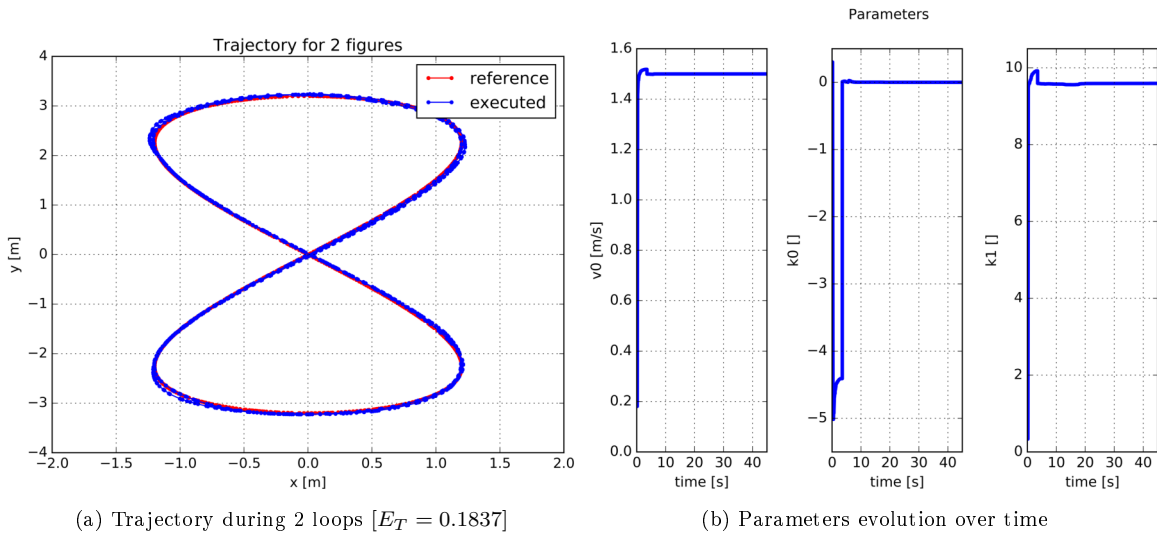 Parameters
Trajectory for 2 figures
reference
executed
4
3
2
1
0
−1
−2
−3
−4
y [m]
−2.0 −1.5 −1.0 −0.5 0.0 0.5 1.0 1.5 2.0
x [m]
1.6
1.4
1.2
1.0
0.8
0.6
0.4
0.2
0.0
v0 [m/s]
0 10 20 30 40
time [s]
0
−1
−2
−3
−4
−5
k0 []
0 10 20 30 40
time [s]
10
8
6
4
2
0
k1 []
0 10 20 30 40
time [s]
(a) Trajectory during 2 loops [E_T = 0.1837]
(b) Parameters evolution over time